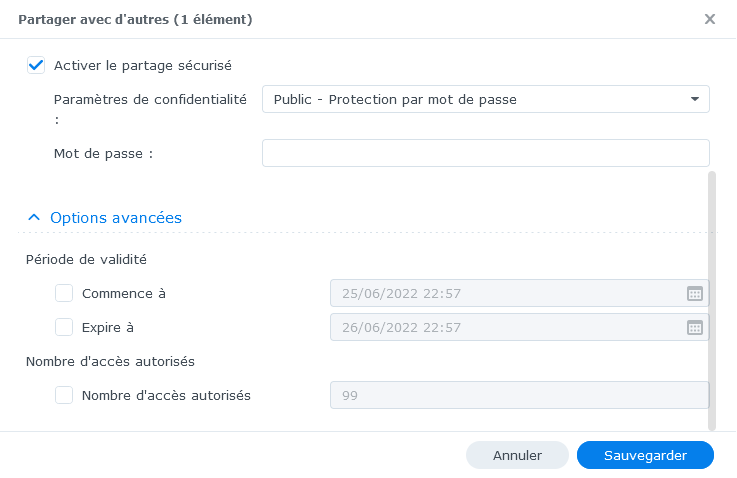 Partager avec d'autres (1 élément)
Activer le partage sécurisé
Paramètres de confidentialité
:
Public - Protection par mot de passe
Mot de passe :
Options avancées
Période de validité
Commence à
25/06/2022 22:57
Expire à
26/06/2022 22:57
Nombre d'accès autorisés
Nombre d'accès autorisés
99
Annuler
Sauvegarder